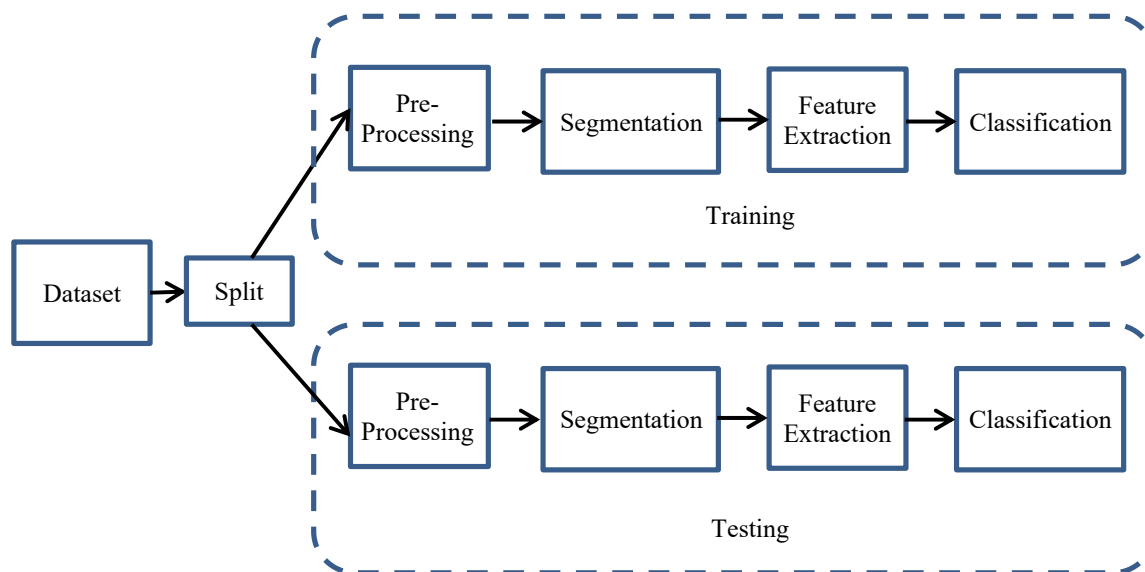 Pre-
Processing
Segmentation
Feature
Extraction
Classification
Training
Dataset
Split
Pre-
Processing
Segmentation
Feature
Extraction
Classification
Testing